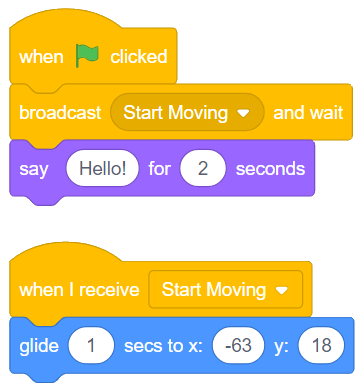 when clicked
broadcast Start Moving and wait
say Hello! for 2 seconds
when I receive Start Moving
glide 1 secs to x: -63 y: 18